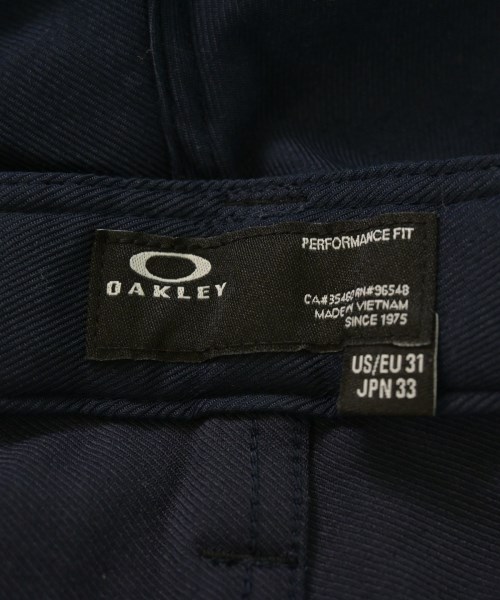 OAKLEY
PERFORMANCE FIT
CA#35460 RN#96548
MADE IN VIETNAM
SINCE 1975
US/EU 31
JPN 33